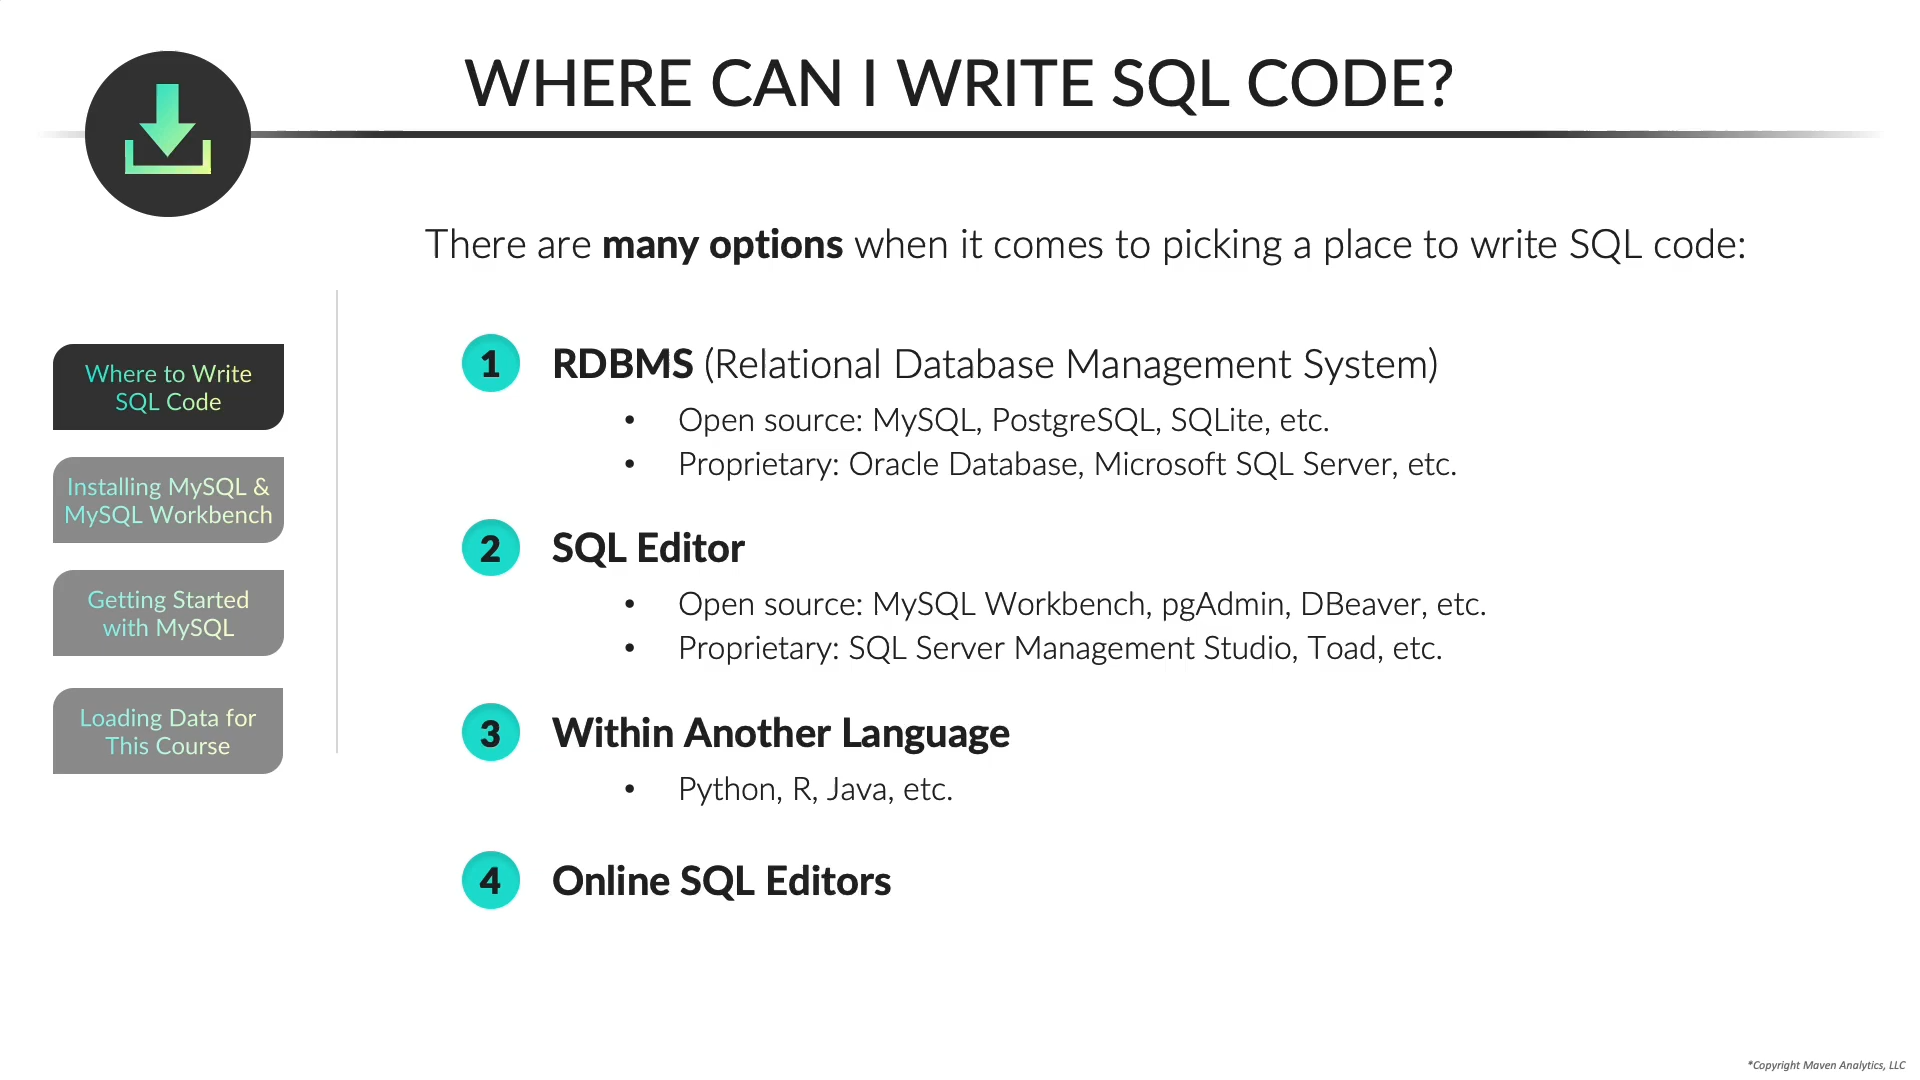 WHERE CAN I WRITE SQL CODE?
There are many options when it comes to picking a place to write SQL code:
Where to Write
SQL Code
Installing MySQL &
MySQL Workbench
Getting Started
with MySQL
Loading Data for
This Course
1 RDBMS (Relational Database Management System)
• Open source: MySQL, PostgreSQL, SQLite, etc.
• Proprietary: Oracle Database, Microsoft SQL Server, etc.
2 SQL Editor
• Open source: MySQL Workbench, pgAdmin, DBeaver, etc.
• Proprietary: SQL Server Management Studio, Toad, etc.
3 Within Another Language
• Python, R, Java, etc.
4 Online SQL Editors
*Copyright Maven Analytics, LLC